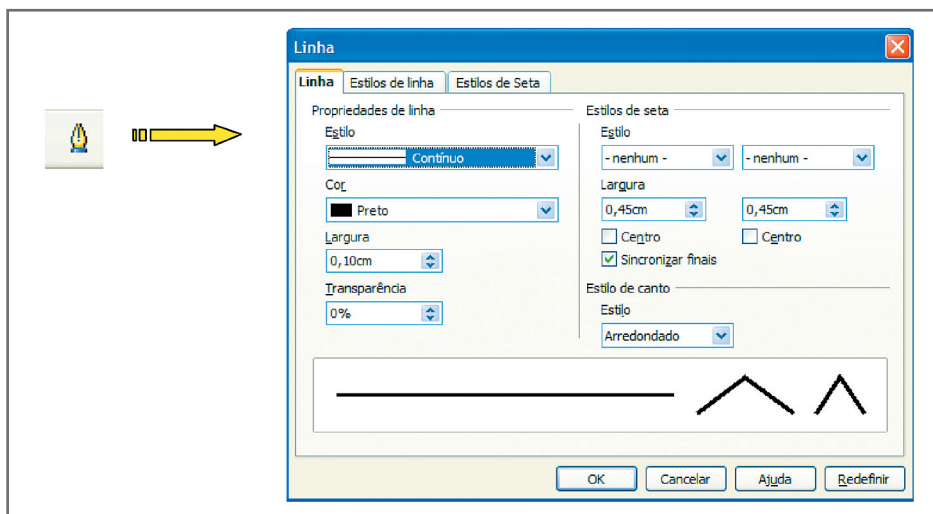 Linha
Linha Estilos de linha Estilos de Seta
Propriedades de linha
Estilo
Contínuo
Cor
Preto
Largura
0,10cm
Transparência
0%
Estilos de seta
Estilo
- nenhum - - nenhum -
Largura
0,45cm 0,45cm
Centro Centro
Sincronizar finais
Estilo de canto
Estilo
Arredondado
OK Cancelar Ajuda Redefinir